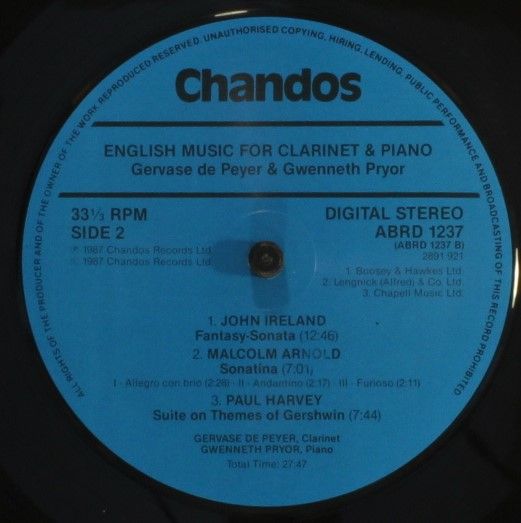 ALL RIGHTS OF THE PRODUCER AND OF THE OWNER OF THE WORK REPRODUCED RESERVED. UNAUTHORISED COPYING, HIRING, LENDING, PUBLIC PERFORMANCE AND BROADCASTING OF THIS RECORD PROHIBITED
Chandos
ENGLISH MUSIC FOR CLARINET & PIANO
Gervase de Peyer & Gwenneth Pryor
33⅓ RPM
SIDE 2
℗ 1987 Chandos Records Ltd
© 1987 Chandos Records Ltd
DIGITAL STEREO
ABRD 1237
(ABRD 1237 B)
2891 921
1. Boosey & Hawkes Ltd
2. Lengnick (Alfred) & Co. Ltd
3. Chapell Music Ltd
1. JOHN IRELAND
Fantasy-Sonata (12:46)
2. MALCOLM ARNOLD
Sonatina (7:01)
I - Allegro con brio (2:26) - II - Andantino (2:17) - III - Furioso (2:11)
3. PAUL HARVEY
Suite on Themes of Gershwin (7:44)
GERVASE DE PEYER, Clarinet
GWENNETH PRYOR, Piano
Total Time: 27:47